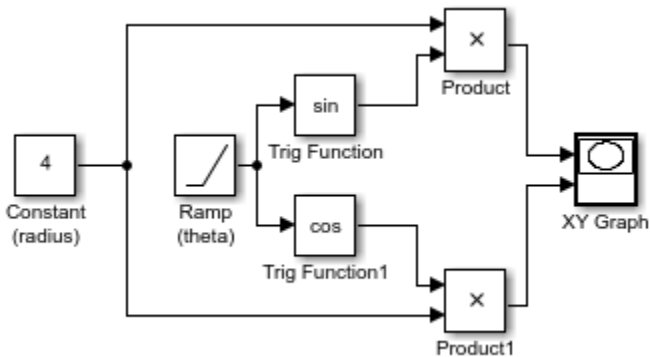 ×
Product
sin
Trig Function
4
Constant
(radius)
Ramp
(theta)
XY Graph
cos
Trig Function1
×
Product1